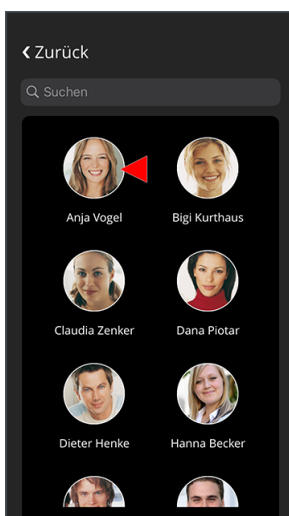 Zurück
Suchen
Anja Vogel
Bigi Kurthaus
Claudia Zenker
Dana Piotar
Dieter Henke
Hanna Becker